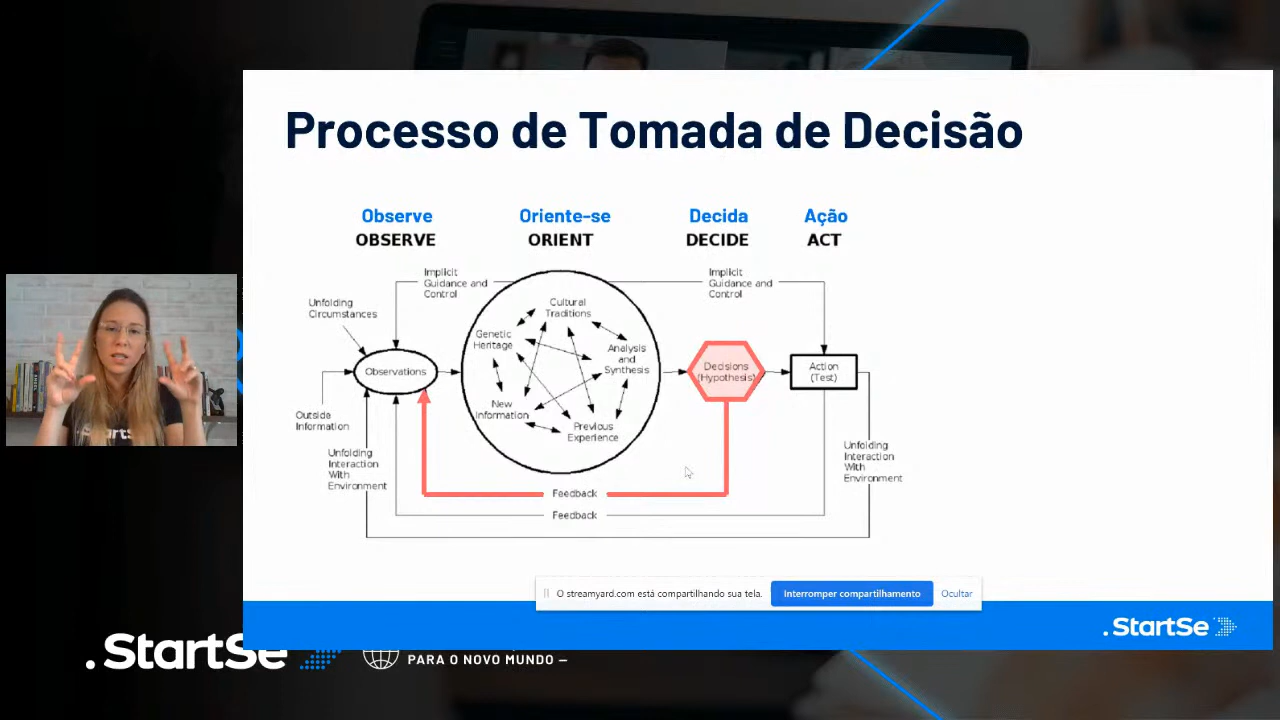 Processo de Tomada de Decisão
Observe
Oriente-se
Decida
Ação
OBSERVE
ORIENT
DECIDE
ACT
Implicit
Guidance and
Control
Implicit
Guidance and
Control
Unfolding
Circumstances
Cultural
Traditions
Genetic
Heritage
Analysis
and
Synthesis
New
Information
Previous
Experience
Observations
Decisions
(Hypothesis)
Action
(Test)
Outside
Information
Unfolding
Interaction
With
Environment
Unfolding
Interaction
With
Environment
Feedback
Feedback
O streamyard.com está compartilhando sua tela.
Interromper compartilhamento
Ocultar
.StartSe
.StartSe
PARA O NOVO MUNDO –